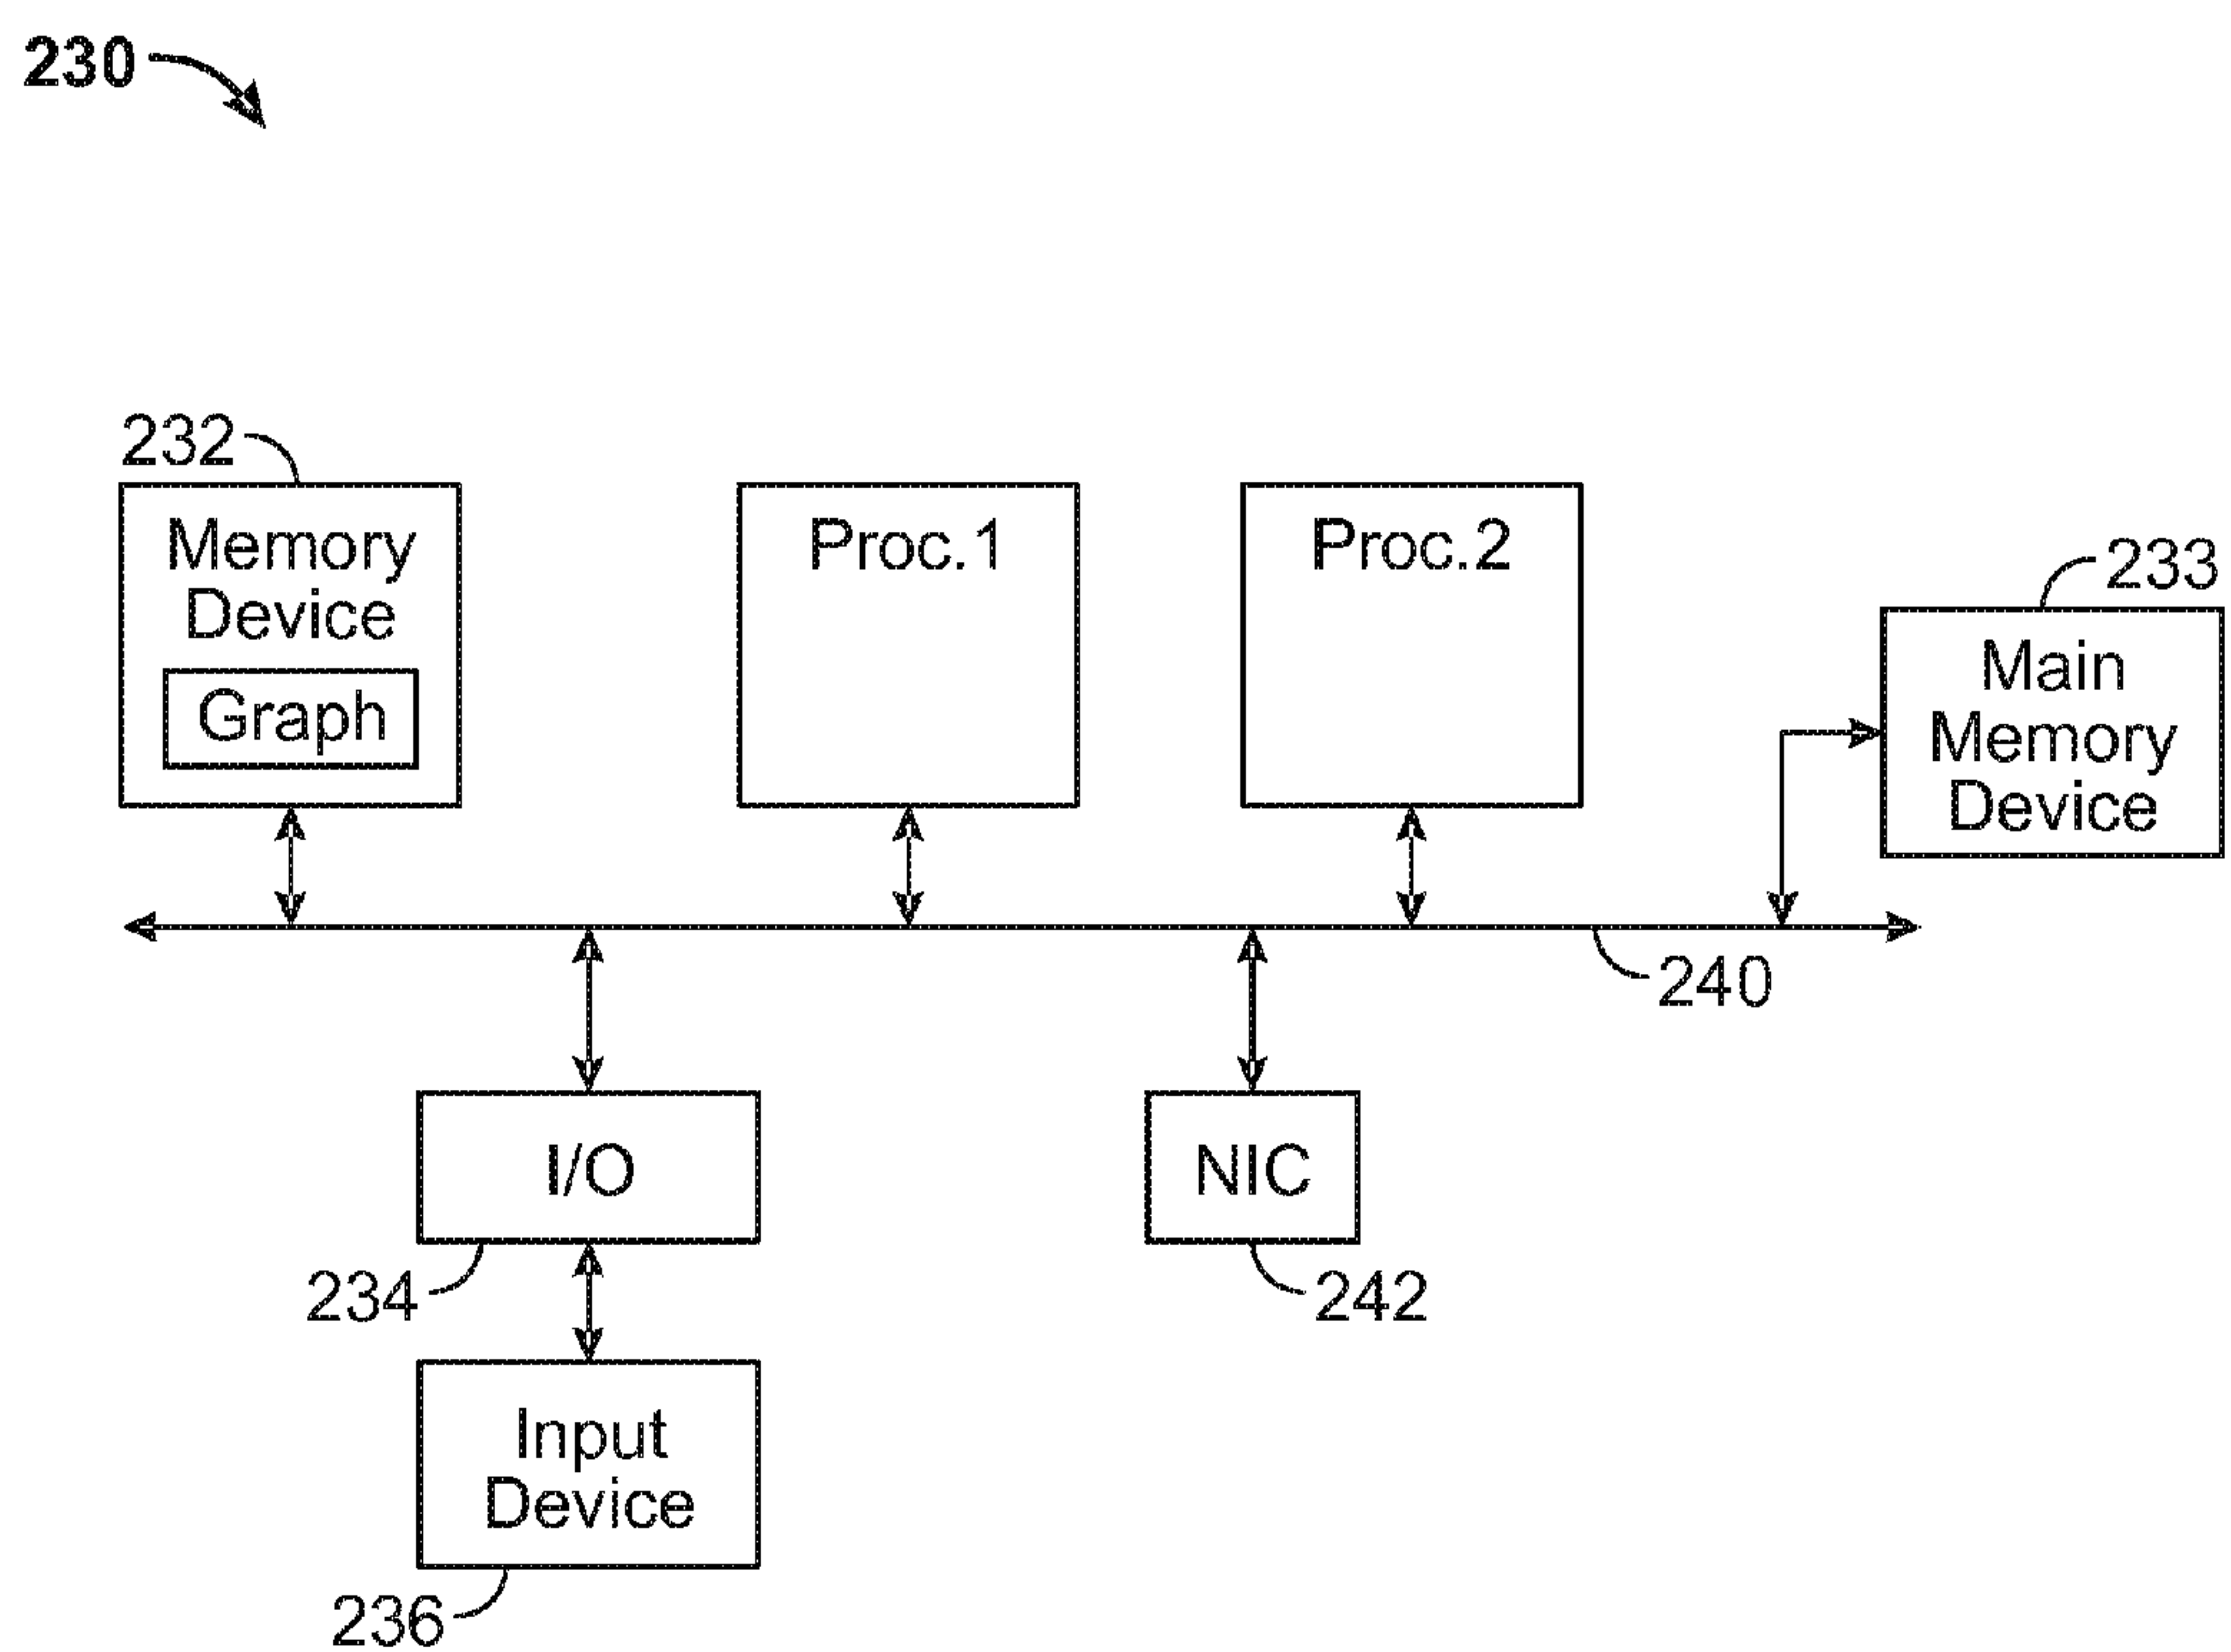 230
232
Memory
Device
Graph
Proc.1
Proc.2
233
Main
Memory
Device
240
I/O
234
NIC
242
Input
Device
236